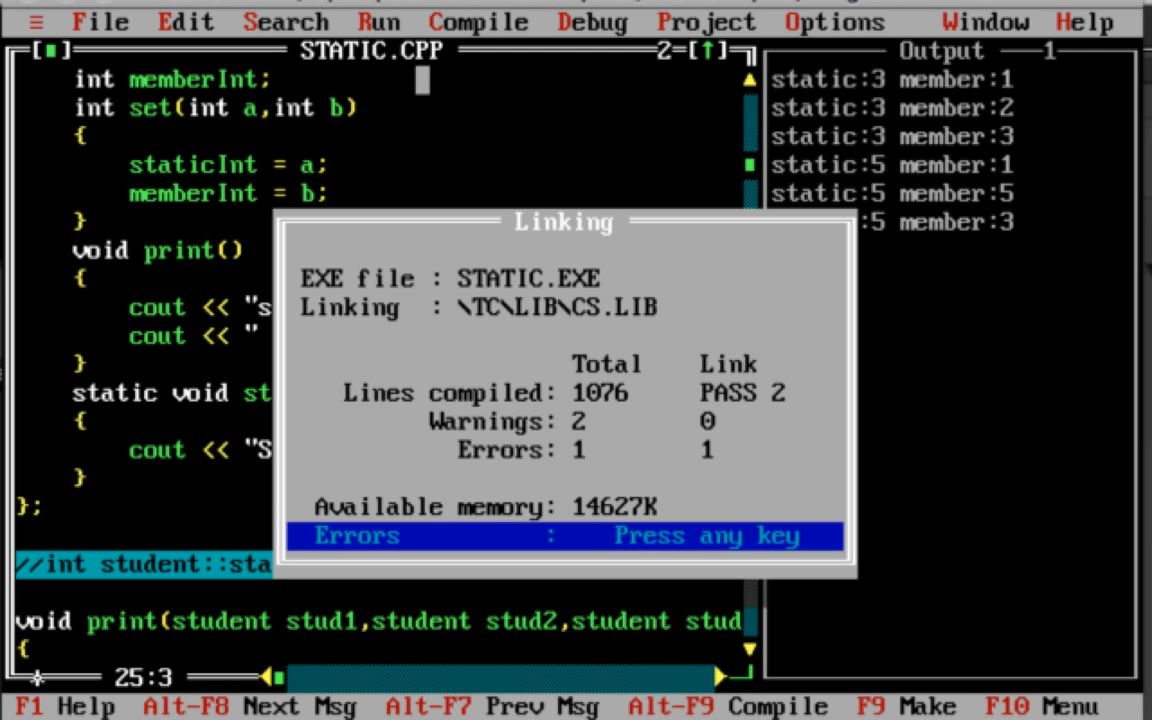 ≡ File Edit Search Run Compile Debug Project Options Window Help
[■] STATIC.CPP 2=[↑]
int memberInt;
int set(int a,int b)
{
staticInt = a;
memberInt = b;
}
void print()
{
cout << "s
cout << "
}
static void st
{
cout << "S
}
};
//int student::sta
void print(student stud1,student stud2,student stud
{
25:3
Output 1
static:3 member:1
static:3 member:2
static:3 member:3
static:5 member:1
static:5 member:5
:5 member:3
Linking
EXE file : STATIC.EXE
Linking : \TC\LIB\CS.LIB
Total Link
Lines compiled: 1076 PASS 2
Warnings: 2 0
Errors: 1 1
Available memory: 14627K
Errors : Press any key
F1 Help Alt-F8 Next Msg Alt-F7 Prev Msg Alt-F9 Compile F9 Make F10 Menu